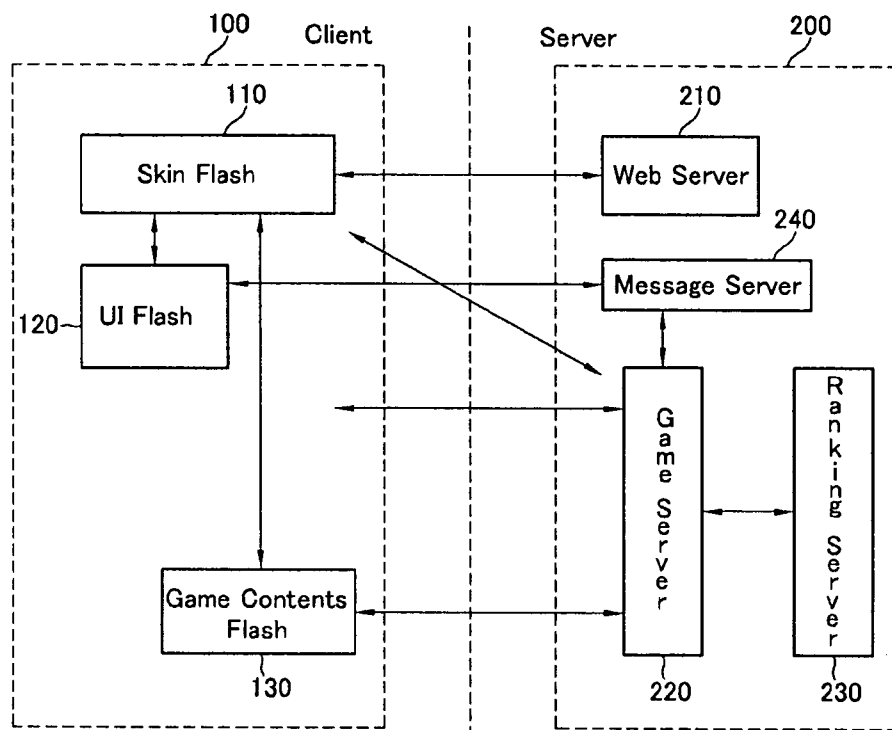 100
Client
Server
200
110
Skin Flash
210
Web Server
240
Message Server
UI Flash
120
Game Server
Ranking Server
Game Contents
Flash
130
220
230